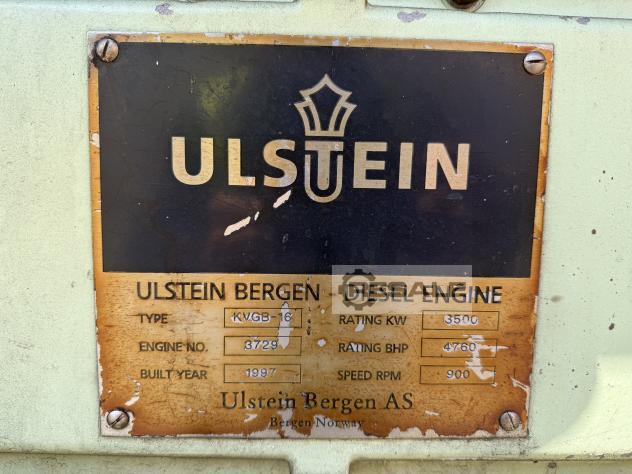 ULSTEIN
ULSTEIN BERGEN DIESEL ENGINE
TYPE KVGB-16 RATING KW 3500
ENGINE NO. 3729 RATING BHP 4760
BUILT YEAR 1997 SPEED RPM 900
Ulstein Bergen AS
Bergen Norway